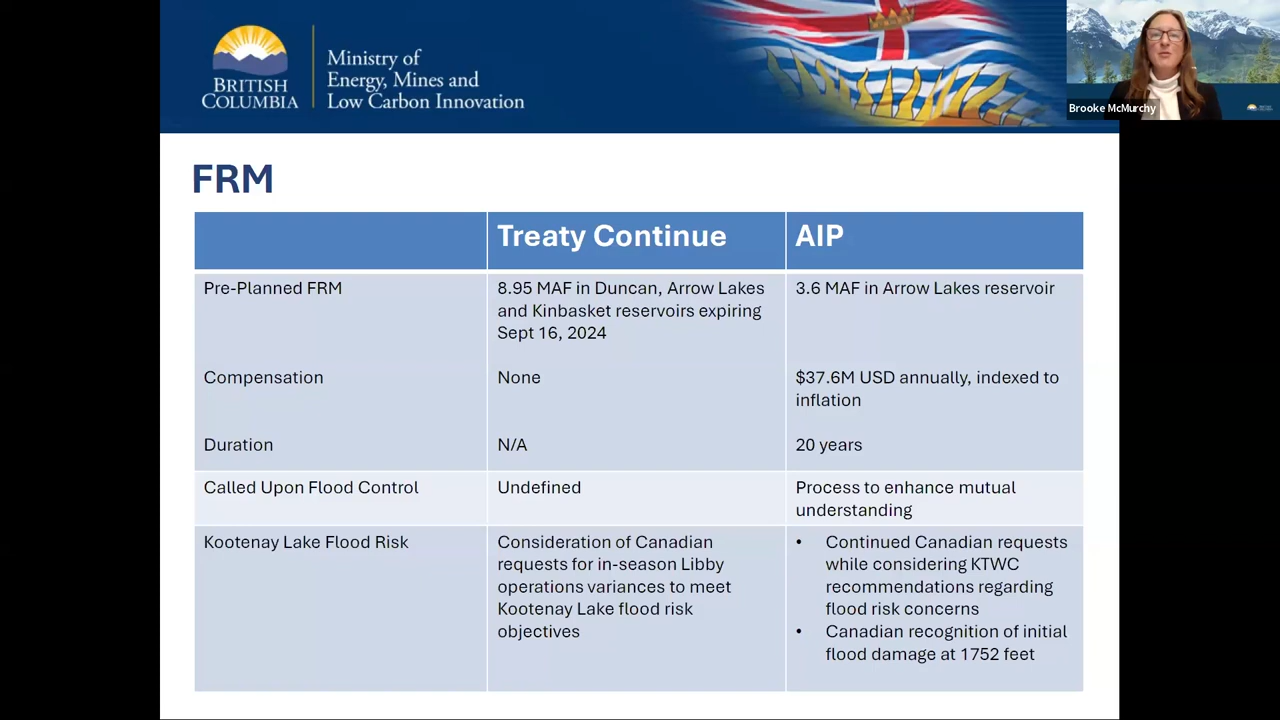 BRITISH
COLUMBIA
Ministry of
Energy, Mines and
Low Carbon Innovation
Brooke McMurchy
FRM
Treaty Continue
AIP
Pre-Planned FRM
8.95 MAF in Duncan, Arrow Lakes
and Kinbasket reservoirs expiring
Sept 16, 2024
3.6 MAF in Arrow Lakes reservoir
Compensation
None
$37.6M USD annually, indexed to
inflation
Duration
N/A
20 years
Called Upon Flood Control
Undefined
Process to enhance mutual
understanding
Kootenay Lake Flood Risk
Consideration of Canadian
requests for in-season Libby
operations variances to meet
Kootenay Lake flood risk
objectives
• Continued Canadian requests
while considering KTWC
recommendations regarding
flood risk concerns
• Canadian recognition of initial
flood damage at 1752 feet